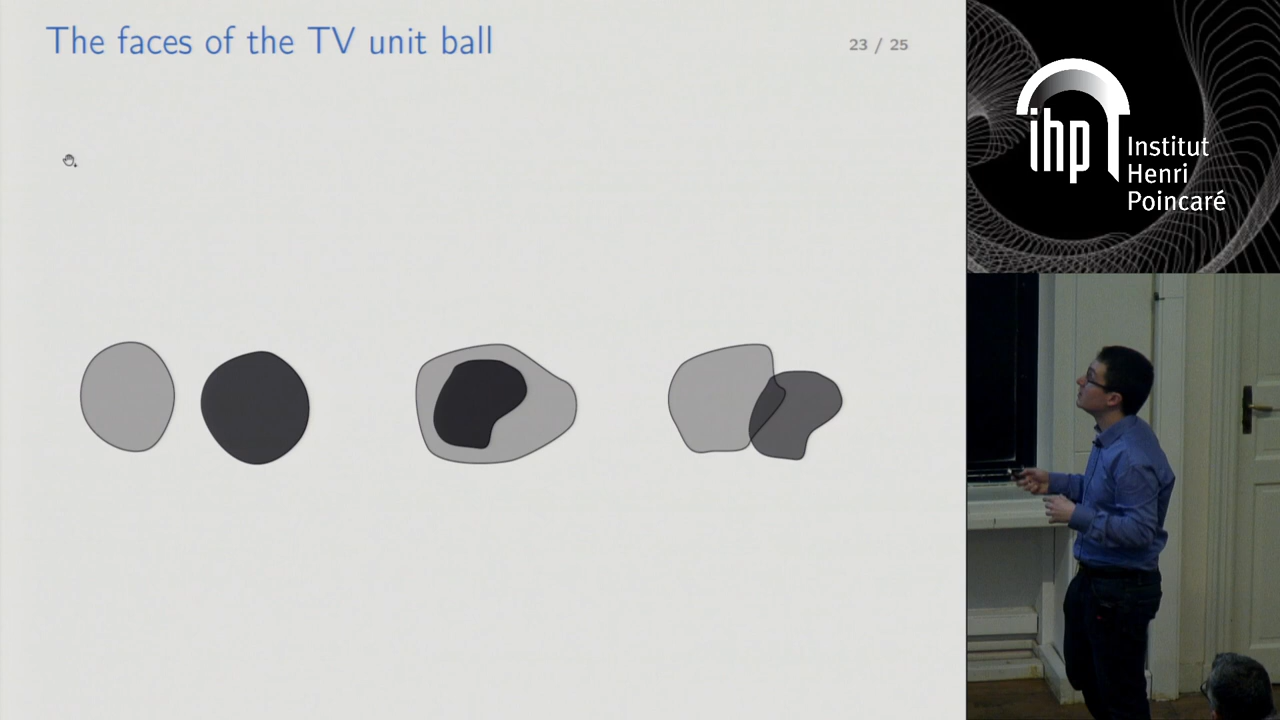 The faces of the TV unit ball
23 / 25
ihp
Institut
Henri
Poincaré